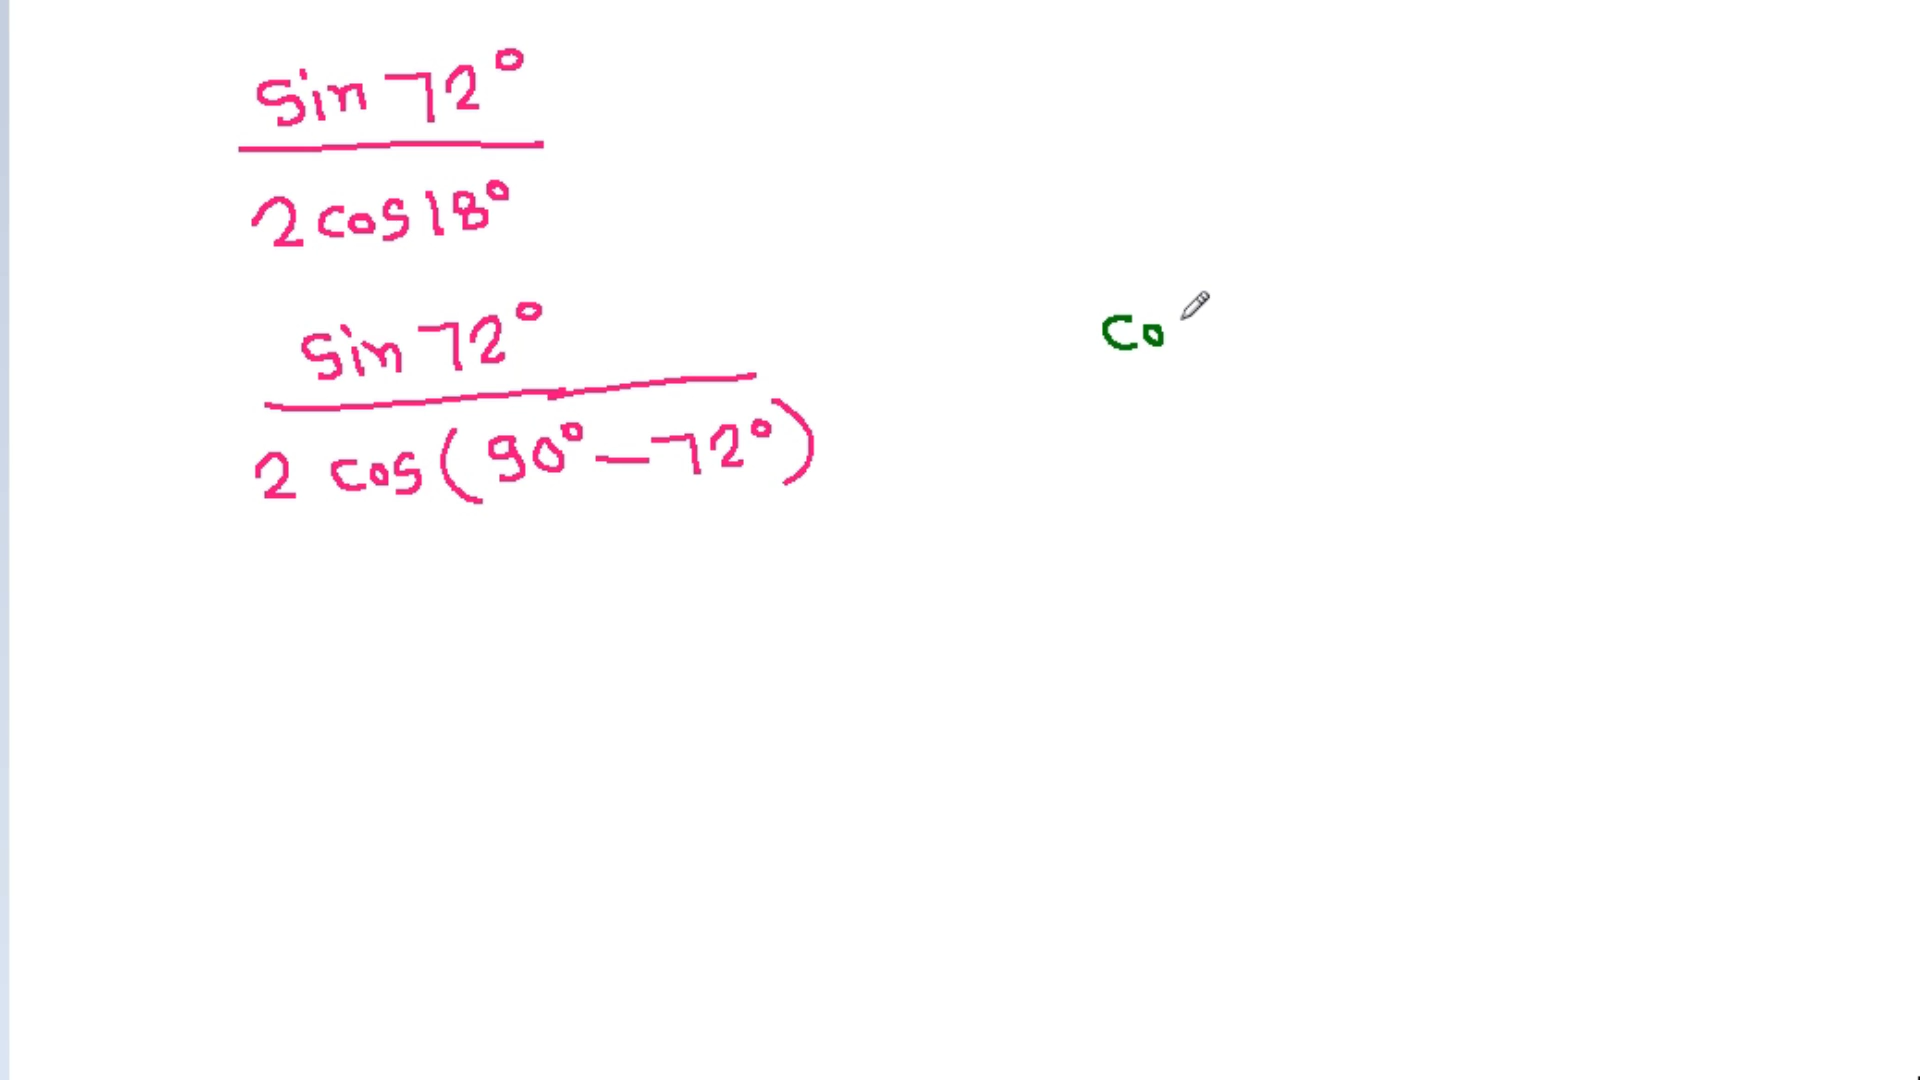 Sin 72°
2 cos 18°
Sin 72° Co
2 cos (90° – 72°)